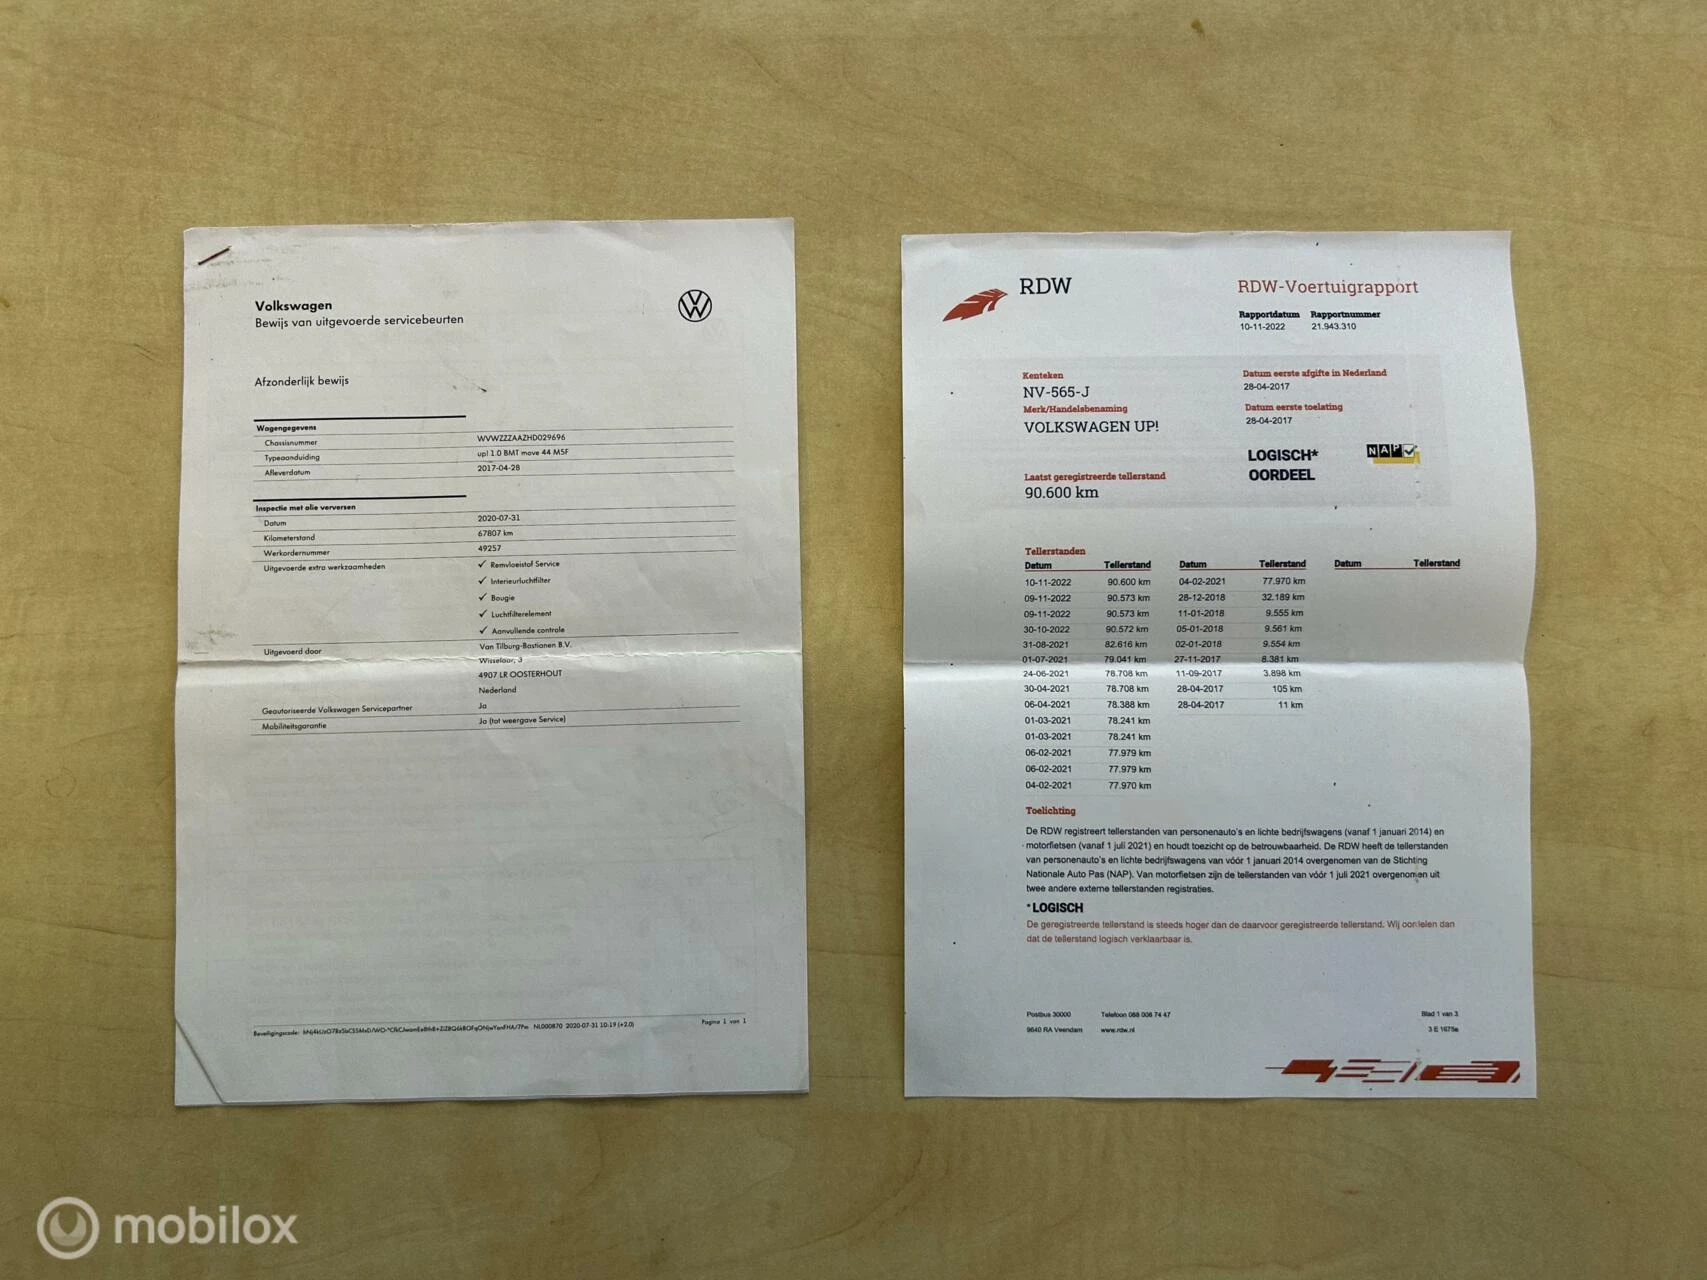 Volkswagen
Bewijs van uitgevoerde servicebeurten
Afzonderlijk bewijs
Wagengegevens
Chassisnummer WVWZZZAAZHD029696
Typeaanduiding up! 1.0 BMT move 44 M5F
Afleverdatum 2017-04-28
Inspectie met olie verversen
Datum 2020-07-31
Kilometerstand 67807 km
Werkordernummer 49257
Uitgevoerde extra werkzaamheden ✓ Remvloeistof Service
✓ Interieurluchtfilter
✓ Bougie
✓ Luchtfilterelement
✓ Aanvullende controle
Uitgevoerd door Van Tilburg-Bastianen B.V.
Wisselaar, 3
4907 LR OOSTERHOUT
Nederland
Geautoriseerde Volkswagen Servicepartner Ja
Mobiliteitsgarantie Ja (tot weergave Service)
Beveiligingscode: NL000870 2020-07-31 10:19 (+2.0) Pagina 1 van 1
RDW
RDW-Voertuigrapport
Rapportdatum Rapportnummer
10-11-2022 21.943.310
Kenteken
NV-565-J
Merk/Handelsbenaming
VOLKSWAGEN UP!
Laatst geregistreerde tellerstand
90.600 km
Datum eerste afgifte in Nederland
28-04-2017
Datum eerste toelating
28-04-2017
LOGISCH*
OORDEEL
NAP
Tellerstanden
Datum Tellerstand Datum Tellerstand Datum Tellerstand
10-11-2022 90.600 km 04-02-2021 77.970 km
09-11-2022 90.573 km 28-12-2018 32.189 km
09-11-2022 90.573 km 11-01-2018 9.555 km
30-10-2022 90.572 km 05-01-2018 9.561 km
31-08-2021 82.616 km 02-01-2018 9.554 km
01-07-2021 79.041 km 27-11-2017 8.381 km
24-06-2021 78.708 km 11-09-2017 3.898 km
30-04-2021 78.708 km 28-04-2017 105 km
06-04-2021 78.388 km 28-04-2017 11 km
01-03-2021 78.241 km
01-03-2021 78.241 km
06-02-2021 77.979 km
06-02-2021 77.979 km
04-02-2021 77.970 km
Toelichting
De RDW registreert tellerstanden van personenauto's en lichte bedrijfswagens (vanaf 1 januari 2014) en
motorfietsen (vanaf 1 juli 2021) en houdt toezicht op de betrouwbaarheid. De RDW heeft de tellerstanden
van personenauto's en lichte bedrijfswagens van vóór 1 januari 2014 overgenomen van de Stichting
Nationale Auto Pas (NAP). Van motorfietsen zijn de tellerstanden van vóór 1 juli 2021 overgenomen uit
twee andere externe tellerstanden registraties.
*LOGISCH
De geregistreerde tellerstand is steeds hoger dan de daarvoor geregistreerde tellerstand. Wij oordelen dan
dat de tellerstand logisch verklaarbaar is.
Postbus 30000 Telefoon 088 008 74 47 Blad 1 van 3
9640 RA Veendam www.rdw.nl 3 E 1675e
mobilox